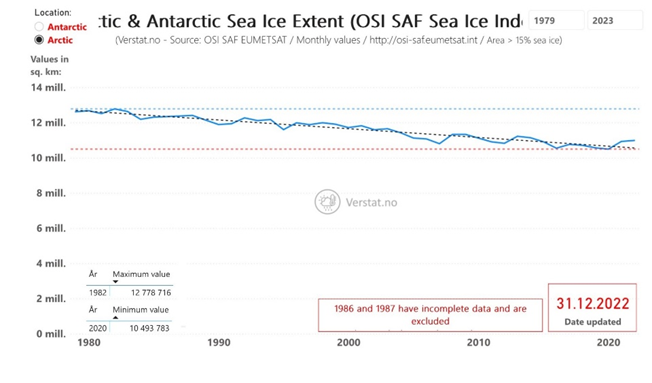 Location:
Antarctic
Arctic
:tic & Antarctic Sea Ice Extent (OSI SAF Sea Ice Ind
1979
2023
(Verstat.no - Source: OSI SAF EUMETSAT / Monthly values / http://osi-saf.eumetsat.int / Area > 15% sea ice)
Values in
sq. km:
14 mill.
12 mill.
10 mill.
8 mill.
6 mill.
4 mill.
2 mill.
0 mill.
Verstat.no
År Maximum value
1982 12 778 716
År Minimum value
2020 10 493 783
1986 and 1987 have incomplete data and are
excluded
31.12.2022
Date updated
1980 1990 2000 2010 2020